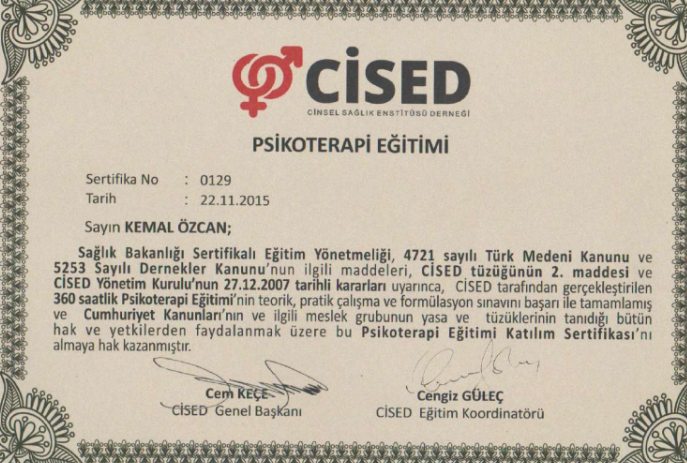 CİSED
CİNSEL SAĞLIK ENSTİTÜSÜ DERNEĞİ
PSİKOTERAPİ EĞİTİMİ
Sertifika No : 0129
Tarih : 22.11.2015
Sayın KEMAL ÖZCAN;
Sağlık Bakanlığı Sertifikalı Eğitim Yönetmeliği, 4721 sayılı Türk Medeni Kanunu ve
5253 Sayılı Dernekler Kanunu'nun ilgili maddeleri, CİSED tüzüğünün 2. maddesi ve
CİSED Yönetim Kurulu'nun 27.12.2007 tarihli kararları uyarınca, CİSED tarafından gerçekleştirilen
360 saatlik Psikoterapi Eğitimi'nin teorik, pratik çalışma ve formülasyon sınavını başarı ile tamamlamış
ve Cumhuriyet Kanunları'nın ve ilgili meslek grubunun yasa ve tüzüklerinin tanıdığı bütün
hak ve yetkilerden faydalanmak üzere bu Psikoterapi Eğitimi Katılım Sertifikası'nı
almaya hak kazanmıştır.
Cem KEÇE Cengiz GÜLEÇ
CİSED Genel Başkanı CİSED Eğitim Koordinatörü